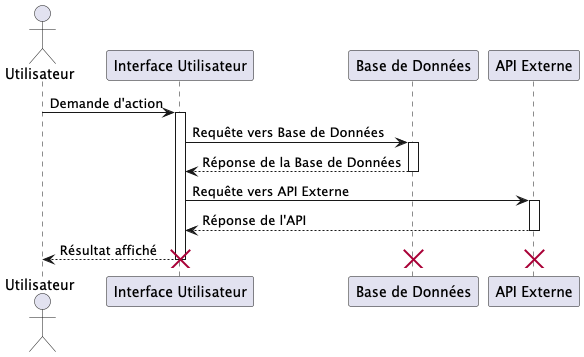 Utilisateur
Interface Utilisateur
Base de Données
API Externe
Demande d'action
Requête vers Base de Données
Réponse de la Base de Données
Requête vers API Externe
Réponse de l'API
Résultat affiché
Utilisateur
Interface Utilisateur
Base de Données
API Externe